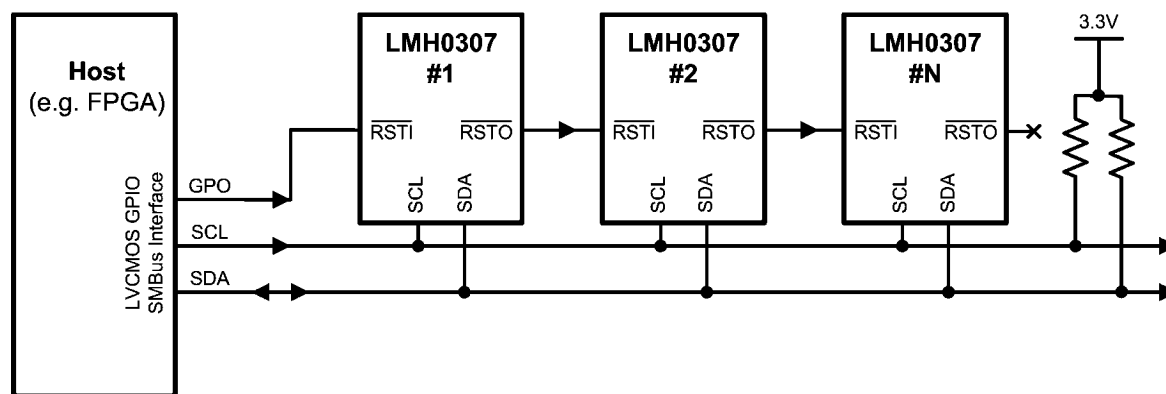 Host
(e.g. FPGA)
LVCMOS GPIO
SMBus Interface
GPO
SCL
SDA
LMH0307
#1
RSTI
RSTO
SCL
SDA
LMH0307
#2
RSTI
RSTO
SCL
SDA
LMH0307
#N
RSTI
RSTO
SCL
SDA
3.3V